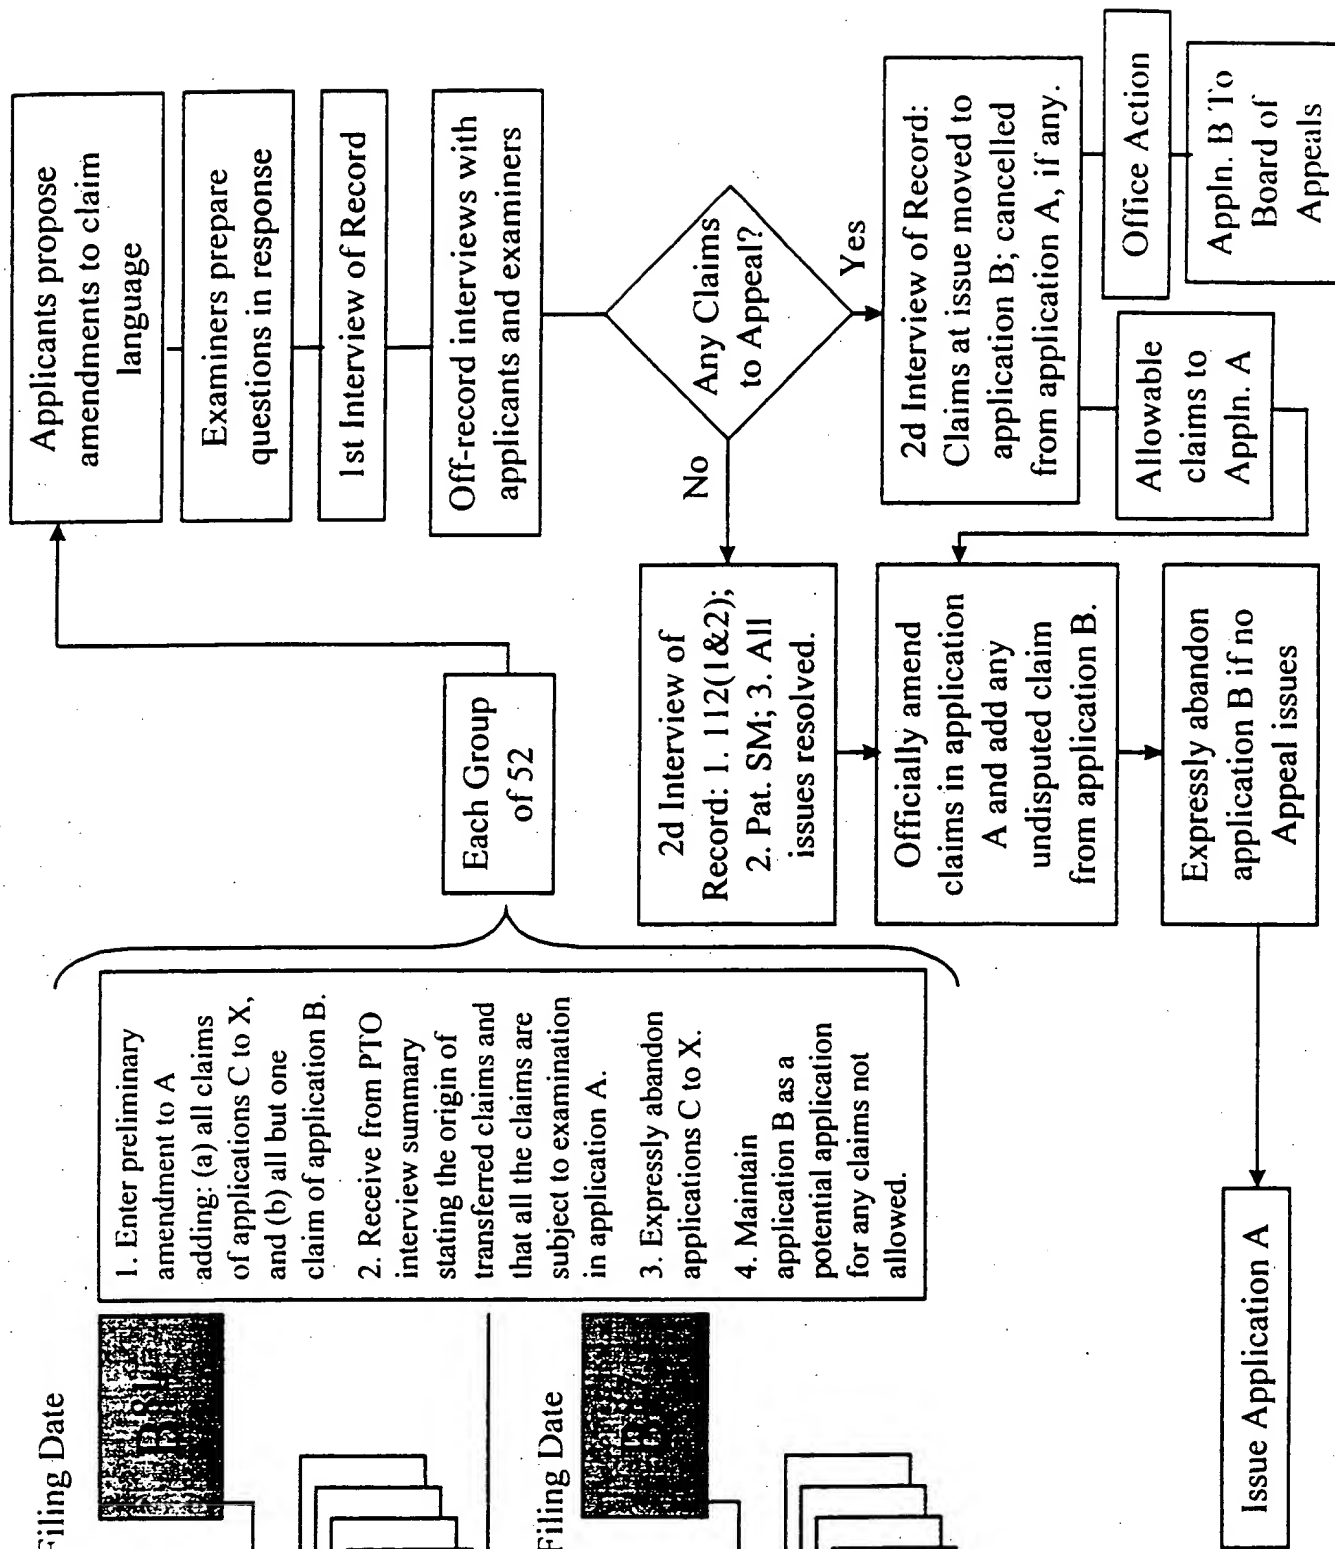 Filing Date
Filing Date
1. Enter preliminary
amendment to A
adding: (a) all claims
of applications C to X,
and (b) all but one
claim of application B.
2. Receive from PTO
interview summary
stating the origin of
transferred claims and
that all the claims are
subject to examination
in application A.
3. Expressly abandon
applications C to X.
4. Maintain
application B as a
potential application
for any claims not
allowed.
Each Group
of 52
Applicants propose
amendments to claim
language
Examiners prepare
questions in response
1st Interview of Record
Off-record interviews with
applicants and examiners
Any Claims
to Appeal?
No
Yes
2d Interview of
Record: 1. 112(1&2);
2. Pat. SM; 3. All
issues resolved.
2d Interview of Record:
Claims at issue moved to
application B; cancelled
from application A, if any.
Office Action
Appln. B To
Board of
Appeals
Allowable
claims to
Appln. A
Officially amend
claims in application
A and add any
undisputed claim
from application B.
Expressly abandon
application B if no
Appeal issues
Issue Application A